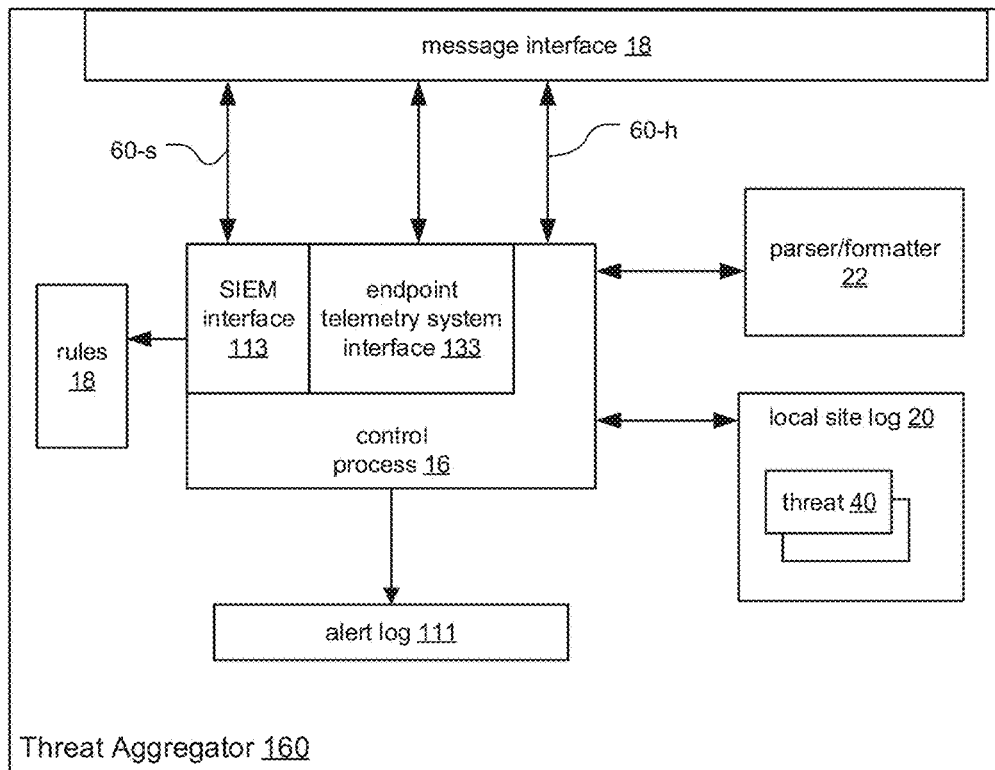 message interface 18
60-s
60-h
parser/formatter
22
SIEM
interface
113
endpoint
telemetry system
interface 133
rules
18
control
process 16
local site log 20
threat 40
alert log 111
Threat Aggregator 160